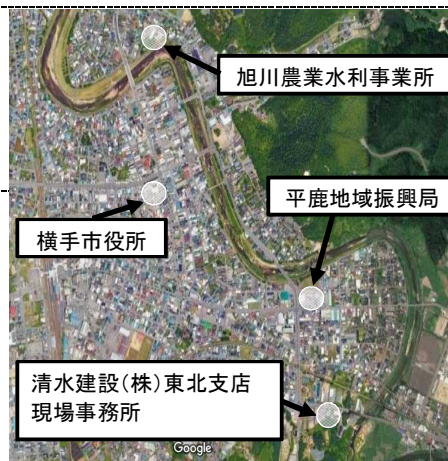 旭川農業水利事業所
平鹿地域振興局
横手市役所
清水建設(株)東北支店
現場事務所
Google